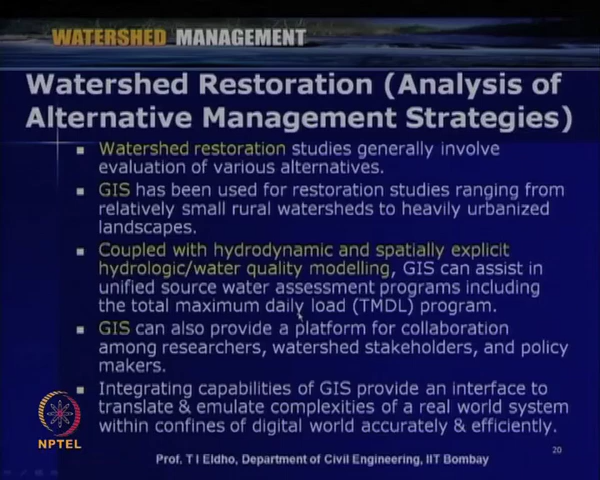 WATERSHED MANAGEMENT
Watershed Restoration (Analysis of
Alternative Management Strategies)
Watershed restoration studies generally involve
evaluation of various alternatives.
GIS has been used for restoration studies ranging from
relatively small rural watersheds to heavily urbanized
landscapes.
Coupled with hydrodynamic and spatially explicit
hydrologic/water quality modelling, GIS can assist in
unified source water assessment programs including
the total maximum daily load (TMDL) program.
GIS can also provide a platform for collaboration
among researchers, watershed stakeholders, and policy
makers.
Integrating capabilities of GIS provide an interface to
translate & emulate complexities of a real world system
within confines of digital world accurately & efficiently.
NPTEL
20
Prof. T I Eldho, Department of Civil Engineering, IIT Bombay